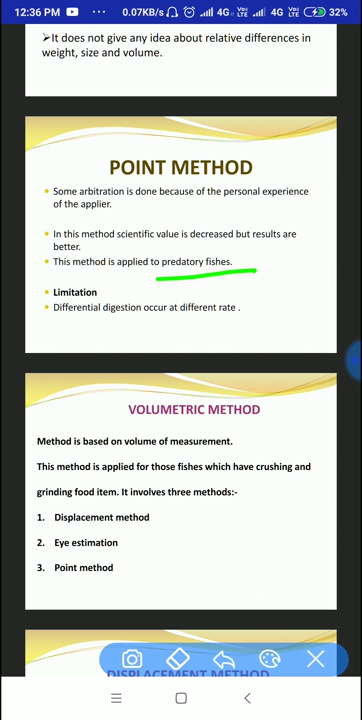 12:36 PM ... 0.07KB/s 4G Vo) LTE 4G Vo) LTE 32%
➤It does not give any idea about relative differences in
weight, size and volume.
POINT METHOD
• Some arbitration is done because of the personal experience
of the applier.
• In this method scientific value is decreased but results are
better.
• This method is applied to predatory fishes.
• Limitation
• Differential digestion occur at different rate .
VOLUMETRIC METHOD
Method is based on volume of measurement.
This method is applied for those fishes which have crushing and
grinding food item. It involves three methods:-
1. Displacement method
2. Eye estimation
3. Point method
DISPLACEMENT METHOD